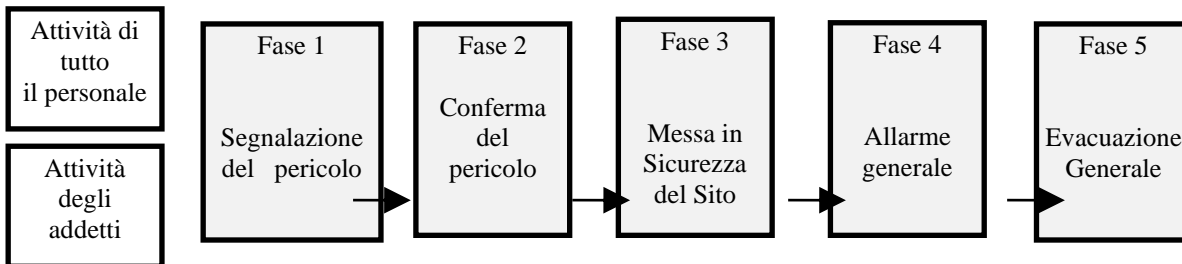 Attività di
tutto
il personale
Attività
degli
addetti
Fase 1
Segnalazione
del pericolo
Fase 2
Conferma
del
pericolo
Fase 3
Messa in
Sicurezza
del Sito
Fase 4
Allarme
generale
Fase 5
Evacuazione
Generale